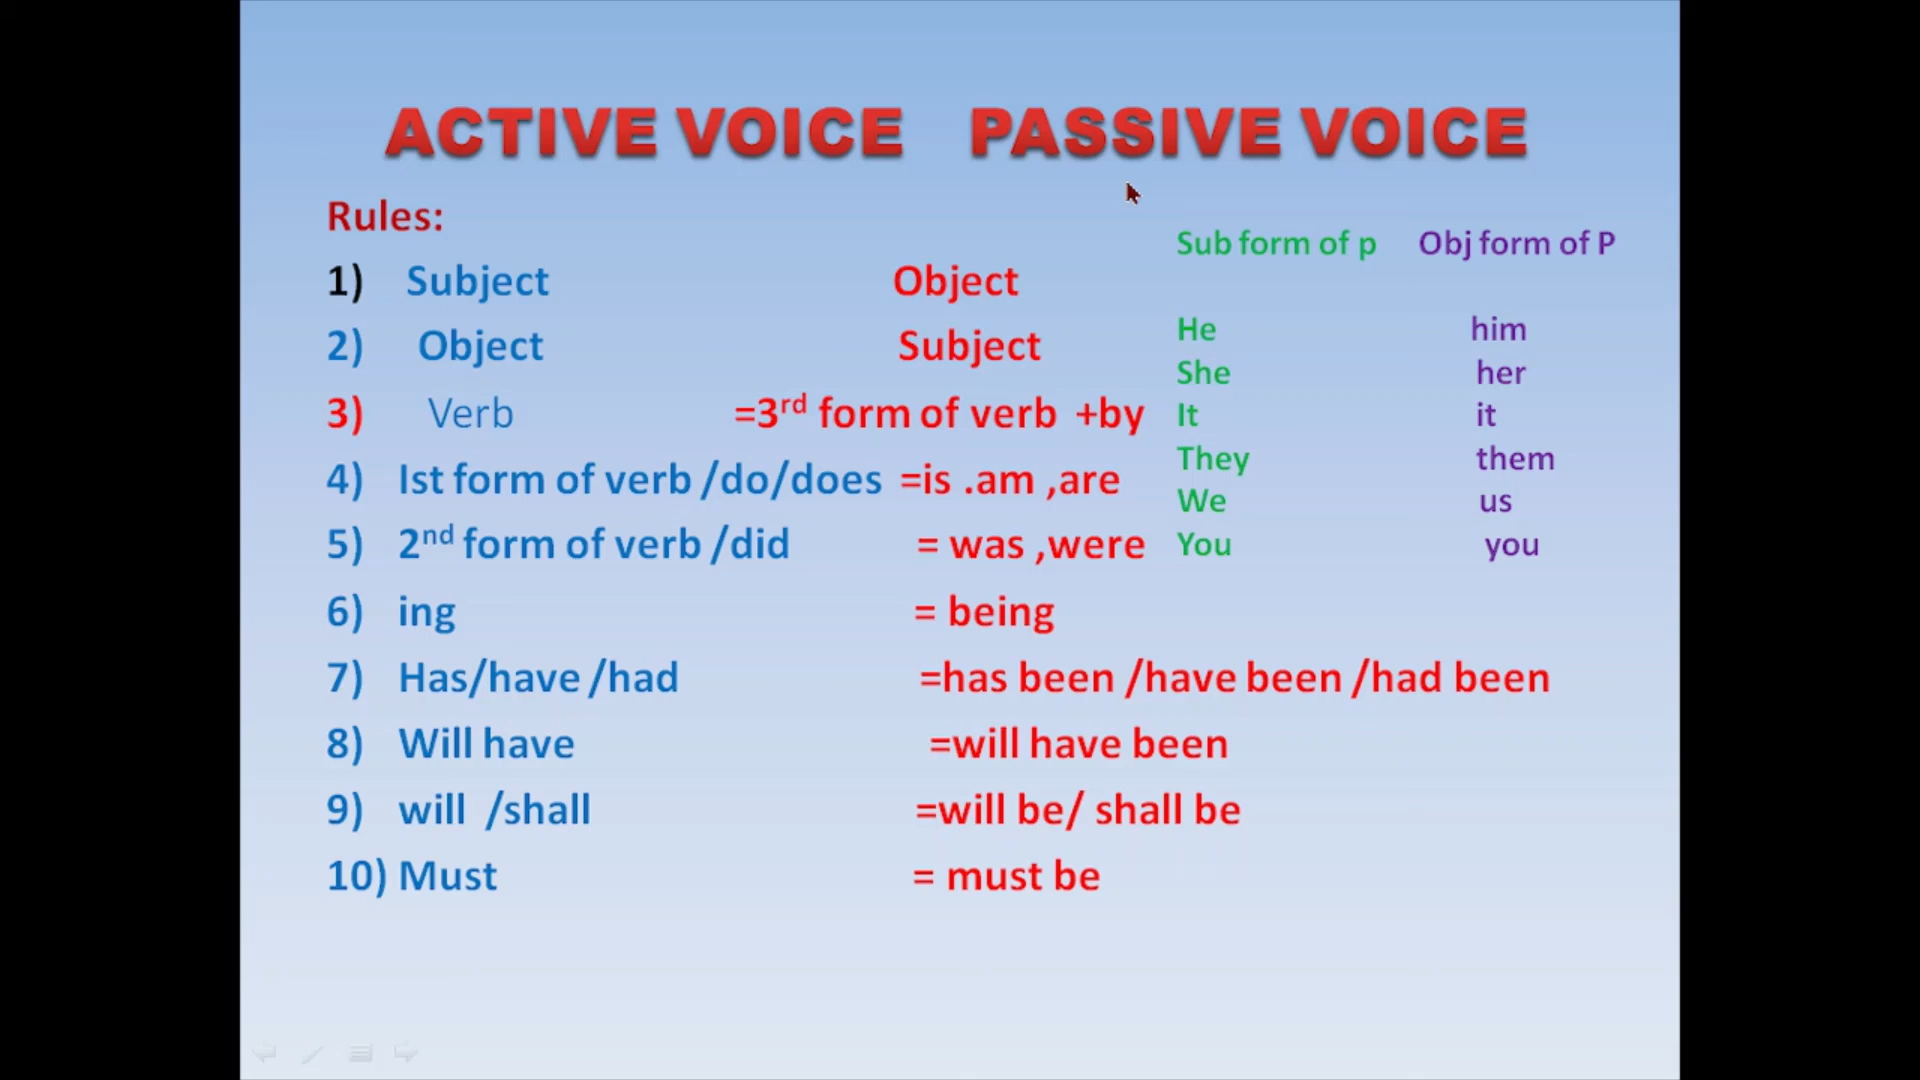 ACTIVE VOICE PASSIVE VOICE
Rules:
1) Subject Object
2) Object Subject
3) Verb =3rd form of verb +by
4) Ist form of verb /do/does =is .am ,are
5) 2nd form of verb /did = was ,were
6) ing = being
7) Has/have /had =has been /have been /had been
8) Will have =will have been
9) will /shall =will be/ shall be
10) Must = must be
Sub form of p Obj form of P
He him
She her
It it
They them
We us
You you